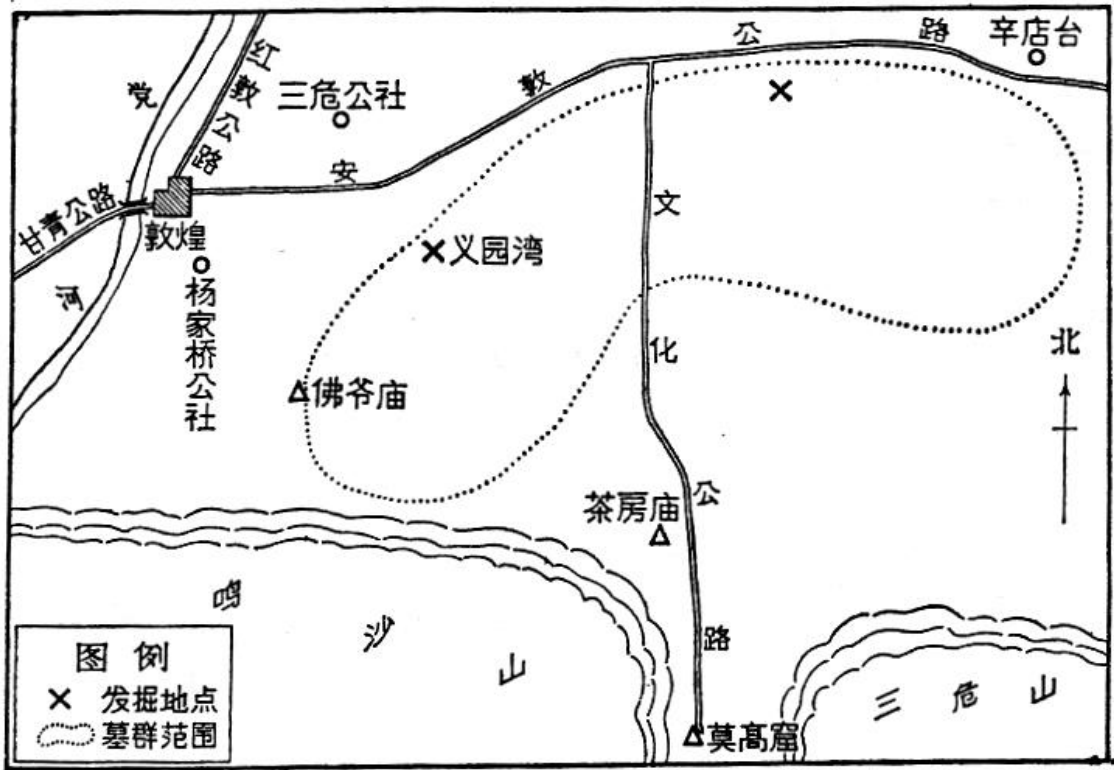 辛店台
安敦公路
红敦公路
三危公社
党河
甘青公路
敦煌
杨家桥公社
义园湾
佛爷庙
文化公路
北
茶房庙
鸣沙山
三危山
莫高窟
图例
发掘地点
墓群范围